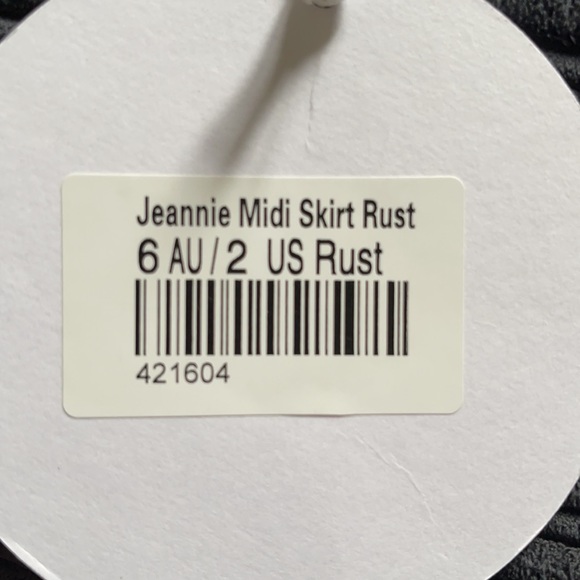 Jeannie Midi Skirt Rust
6 AU / 2 US Rust
421604